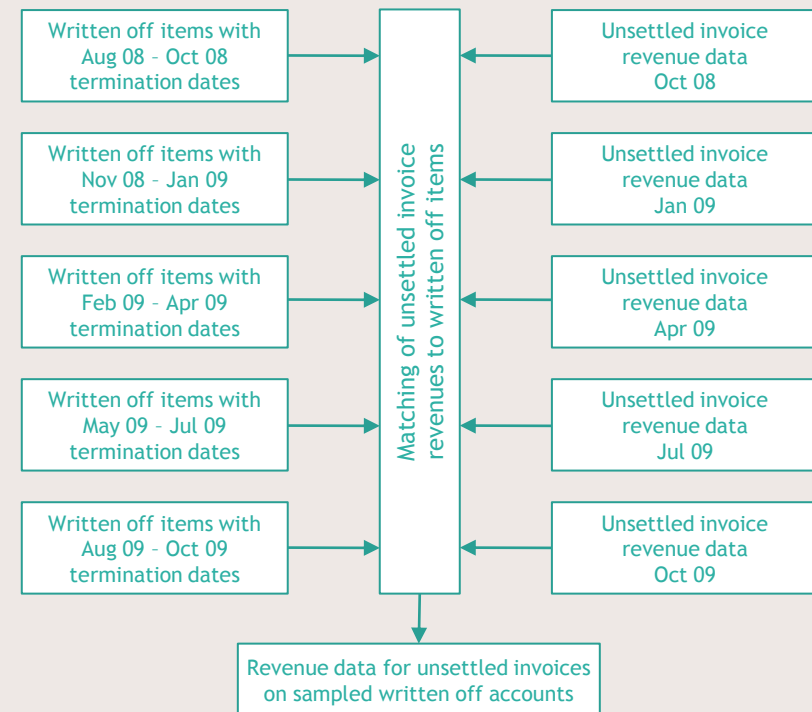 Written off items with
Aug 08 – Oct 08
termination dates
Unsettled invoice
revenue data
Oct 08
Written off items with
Nov 08 – Jan 09
termination dates
Unsettled invoice
revenue data
Jan 09
Written off items with
Feb 09 – Apr 09
termination dates
Unsettled invoice
revenue data
Apr 09
Written off items with
May 09 – Jul 09
termination dates
Unsettled invoice
revenue data
Jul 09
Written off items with
Aug 09 – Oct 09
termination dates
Unsettled invoice
revenue data
Oct 09
Matching of unsettled invoice
revenues to written off items
Revenue data for unsettled invoices
on sampled written off accounts